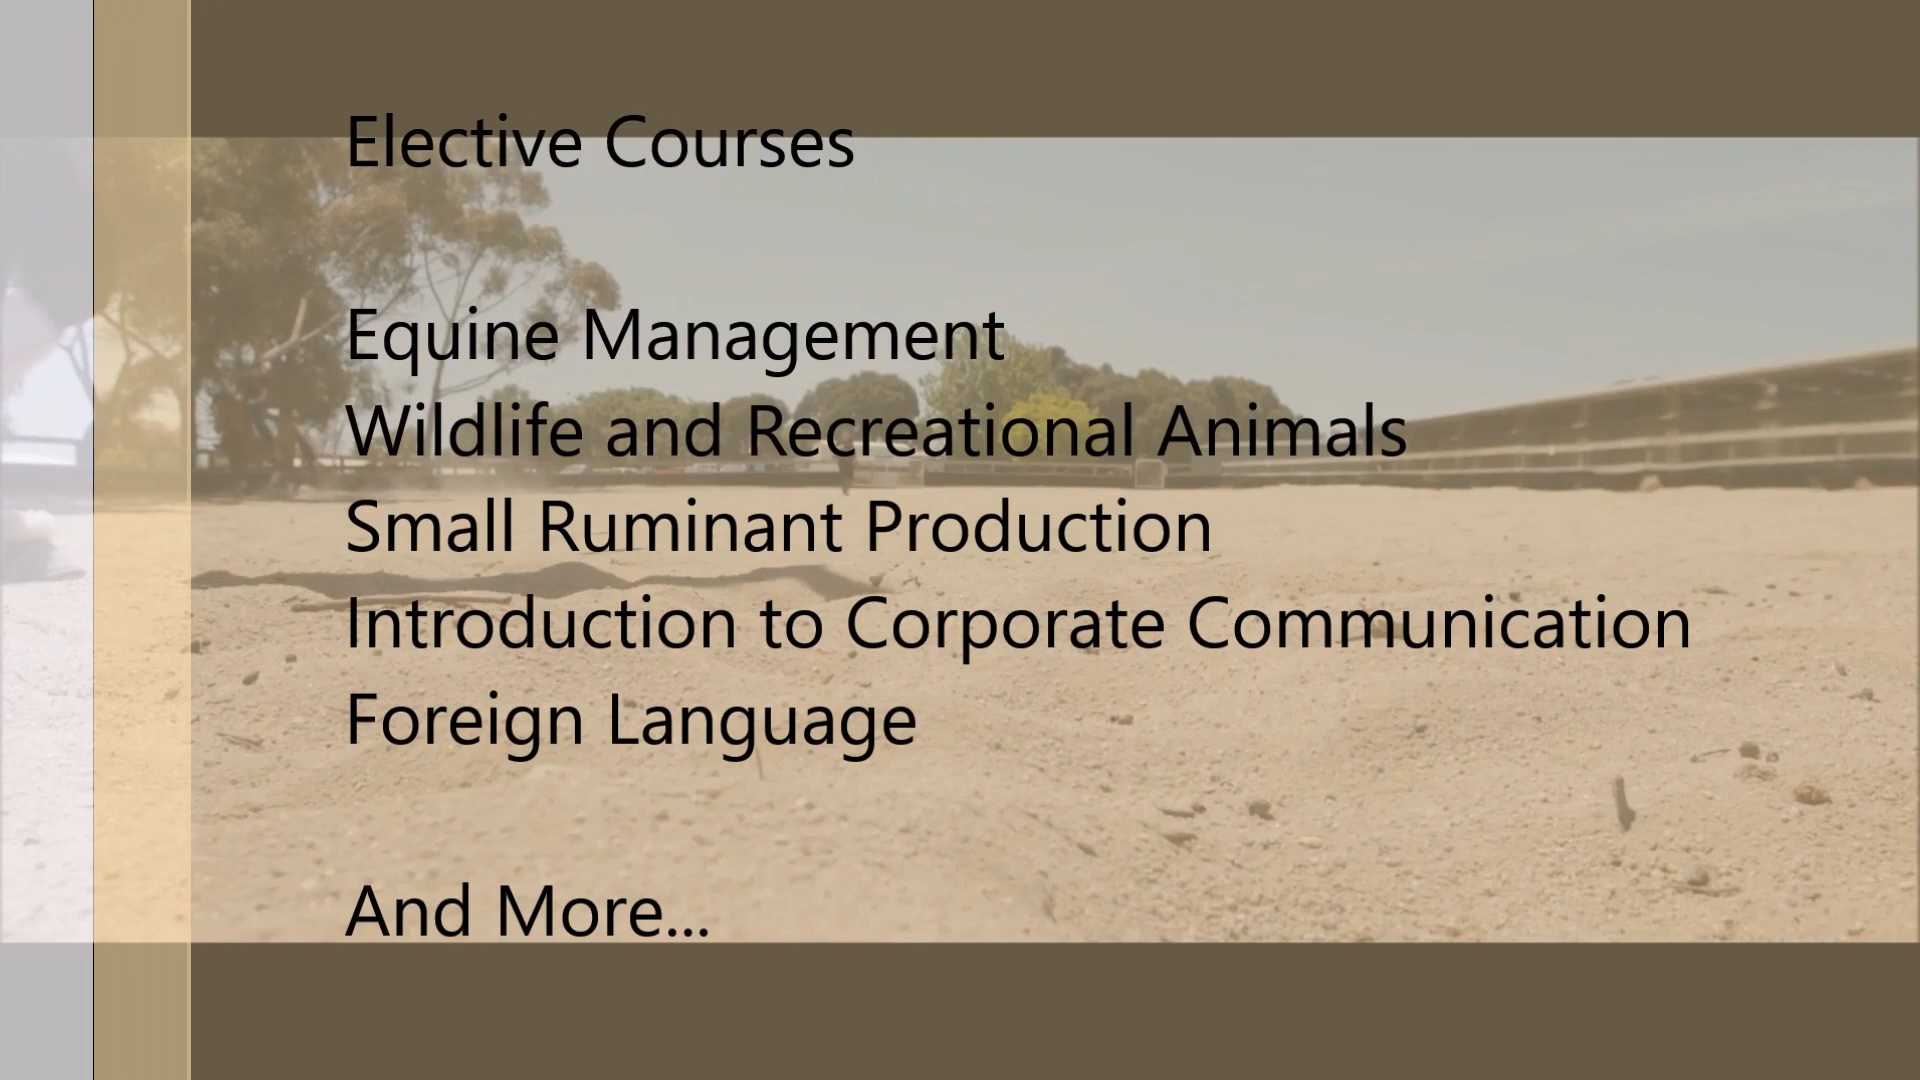 Elective Courses
Equine Management
Wildlife and Recreational Animals
Small Ruminant Production
Introduction to Corporate Communication
Foreign Language
And More...